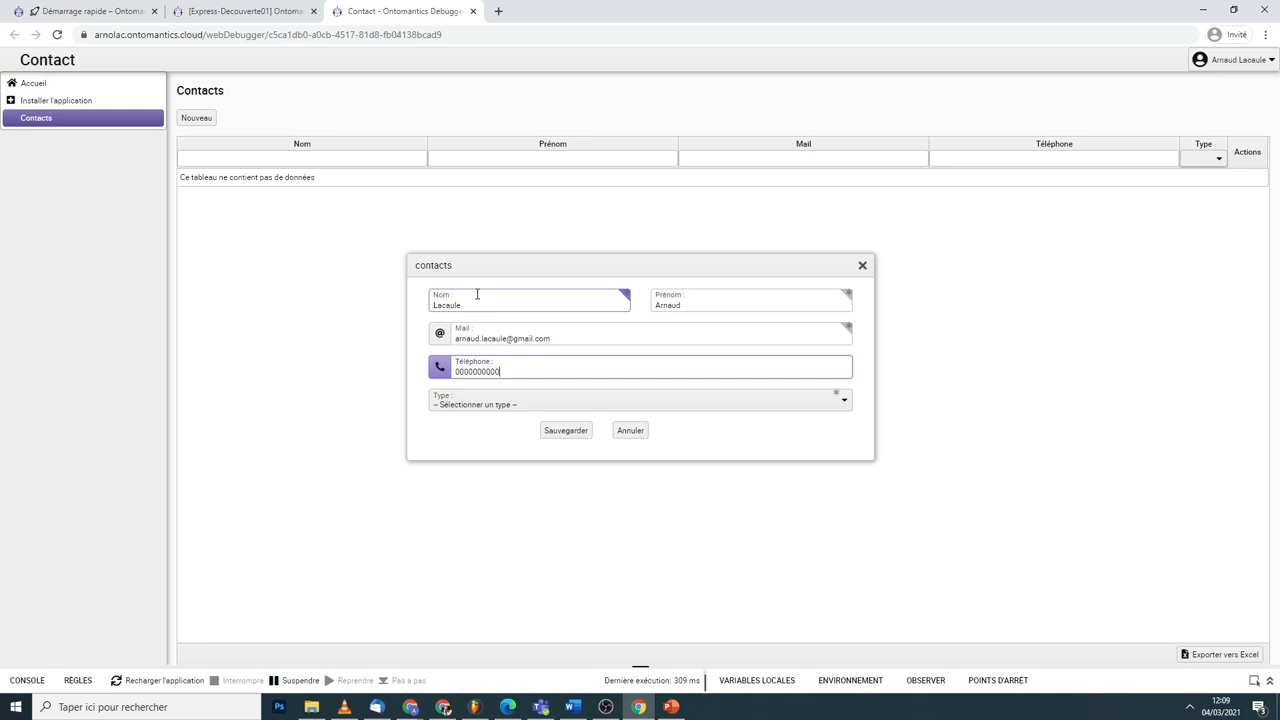 Démarrage rapide – Ontoma
[Express-Decouverte01] Ontoma
Contact - Ontomantics Debugge
arnolac.ontomantics.cloud/webDebugger/c5ca1db0-a0cb-4517-81d8-fb04138bcad9
Invité
Contact
Arnaud Lacaule
Accueil
Installer l'application
Contacts
Contacts
Nouveau
Nom Prénom Mail Téléphone Type Actions
Ce tableau ne contient pas de données
contacts
Nom :
Lacaule
Prénom :
Arnaud
@
Mail :
arnaud.lacaule@gmail.com
Téléphone :
0000000000
Type :
-- Sélectionner un type --
Sauvegarder Annuler
Exporter vers Excel
CONSOLE RÈGLES Recharger l'application Interrompre Suspendre Reprendre Pas à pas Dernière exécution: 309 ms VARIABLES LOCALES ENVIRONNEMENT OBSERVER POINTS D'ARRÊT
Taper ici pour rechercher
12:09
04/03/2021